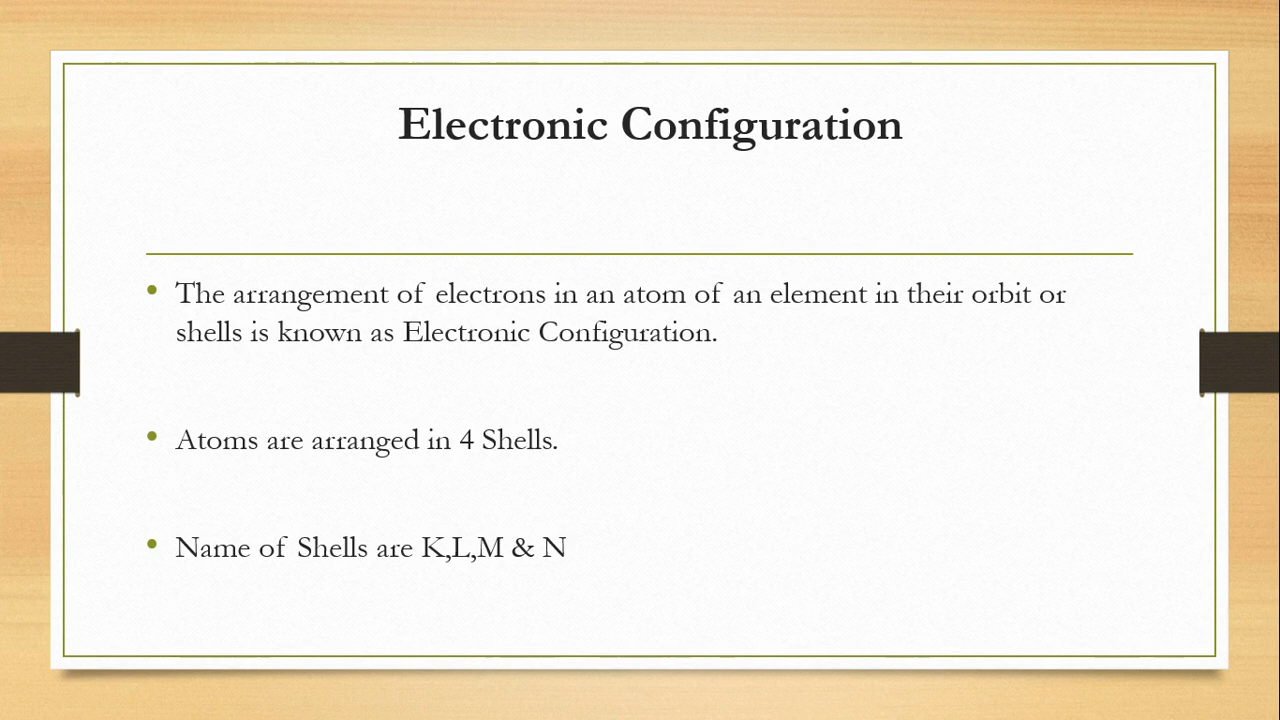 Electronic Configuration
• The arrangement of electrons in an atom of an element in their orbit or
shells is known as Electronic Configuration.
• Atoms are arranged in 4 Shells.
• Name of Shells are K,L,M & N